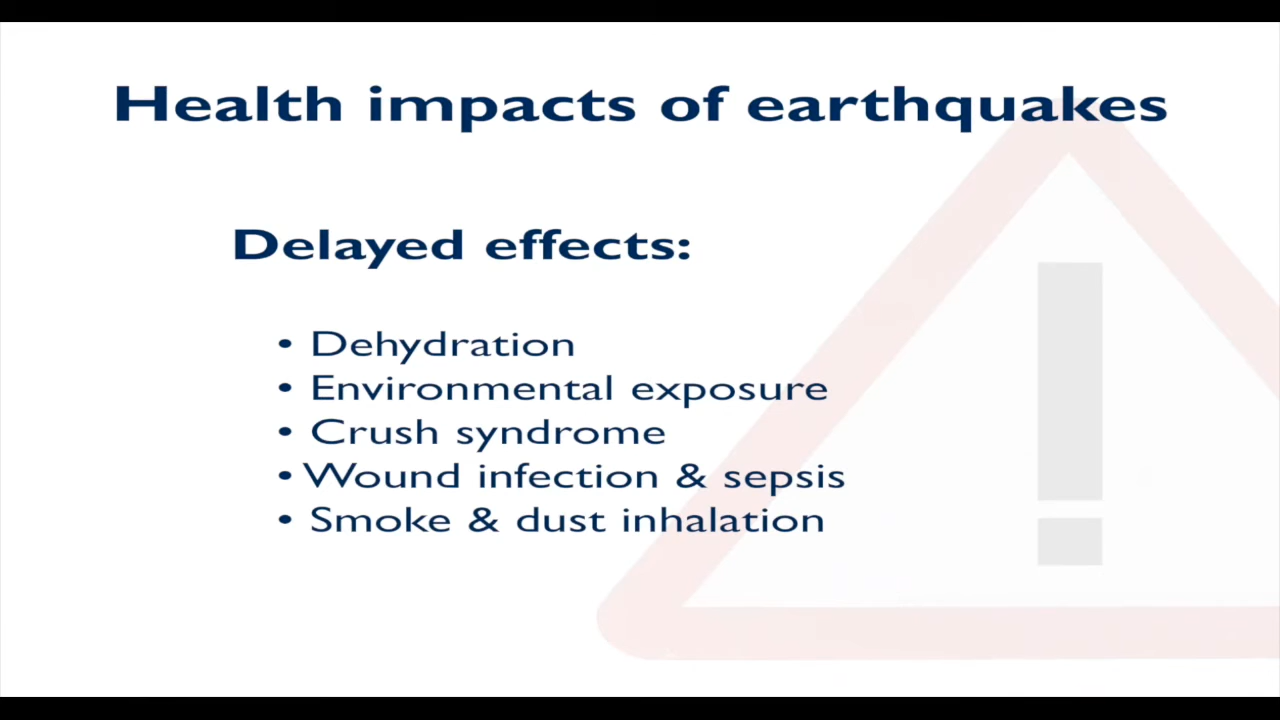 Health impacts of earthquakes
Delayed effects:
• Dehydration
• Environmental exposure
• Crush syndrome
• Wound infection & sepsis
• Smoke & dust inhalation